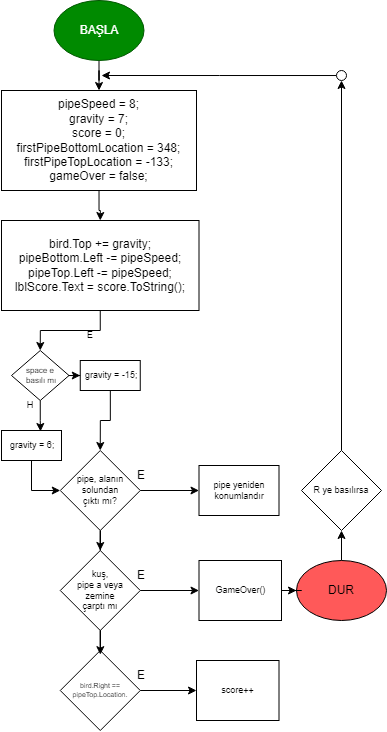 BAŞLA
pipeSpeed = 8;
gravity = 7;
score = 0;
firstPipeBottomLocation = 348;
firstPipeTopLocation = -133;
gameOver = false;
bird.Top += gravity;
pipeBottom.Left -= pipeSpeed;
pipeTop.Left -= pipeSpeed;
lblScore.Text = score.ToString();
E
space e
basılı mı
gravity = -15;
H
gravity = 6;
pipe, alanın
solundan
çıktı mı?
E
pipe yeniden
konumlandır
R ye basılırsa
kuş,
pipe a veya
zemine
çarptı mı
E
GameOver()
DUR
bird.Right ==
pipeTop.Location.
E
score++